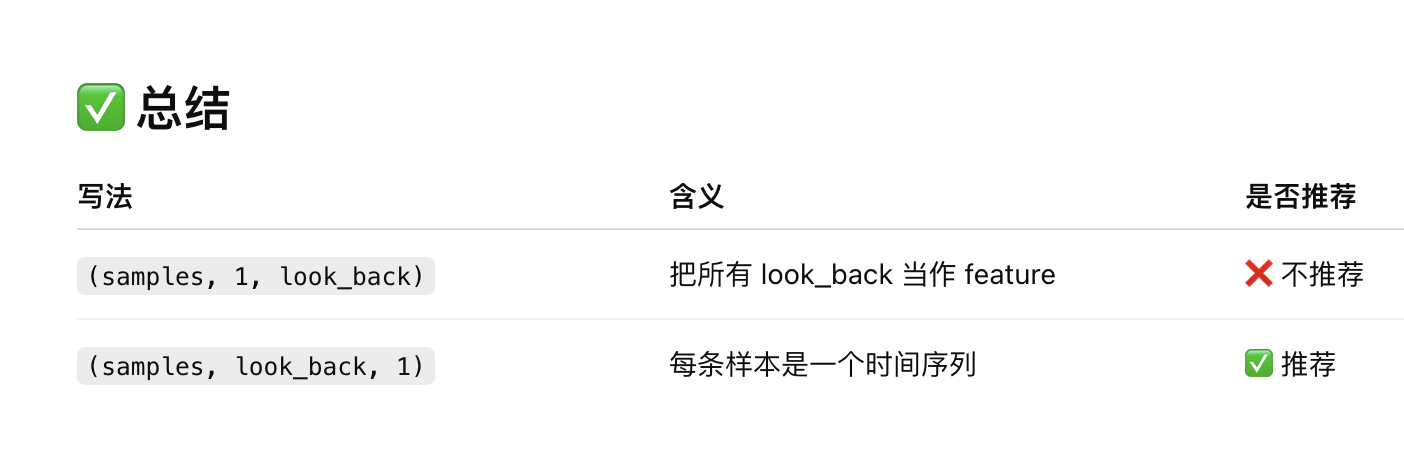 ✅ 总结
写法 含义 是否推荐
(samples, 1, look_back) 把所有 look_back 当作 feature ❌ 不推荐
(samples, look_back, 1) 每条样本是一个时间序列 ✅ 推荐